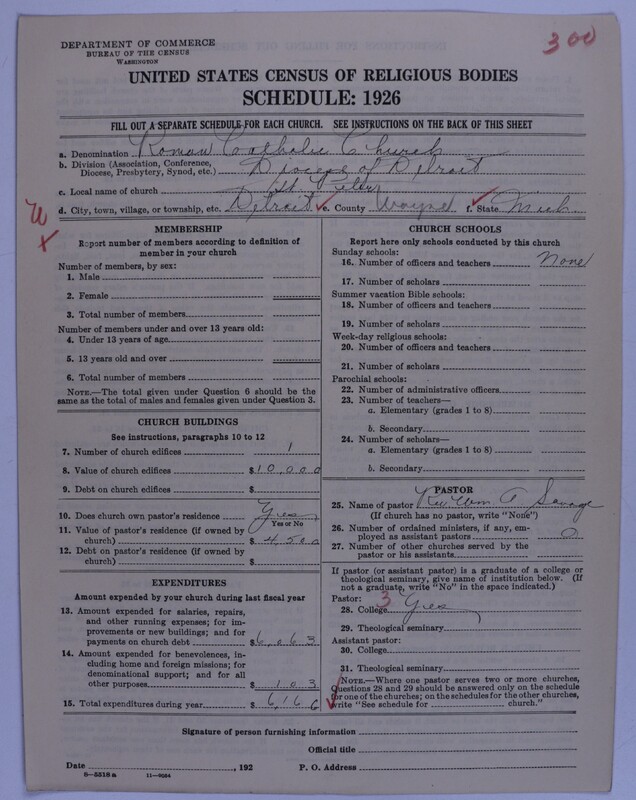 300
DEPARTMENT OF COMMERCE
BUREAU OF THE CENSUS
WASHINGTON
UNITED STATES CENSUS OF RELIGIOUS BODIES
SCHEDULE: 1926
FILL OUT A SEPARATE SCHEDULE FOR EACH CHURCH. SEE INSTRUCTIONS ON THE BACK OF THIS SHEET
a. Denomination Roman Catholic Church
b. Division (Association, Conference,
Diocese, Presbytery, Synod, etc.) Diocese of Detroit
c. Local name of church St. Peter
d. City, town, village, or township, etc. Detroit e. County Wayne f. State Mich
W
x
MEMBERSHIP
Report number of members according to definition of
member in your church
Number of members, by sex:
1. Male
2. Female
3. Total number of members
Number of members under and over 13 years old:
4. Under 13 years of age
5. 13 years old and over
6. Total number of members
NOTE.—The total given under Question 6 should be the
same as the total of males and females given under Question 3.
CHURCH BUILDINGS
See instructions, paragraphs 10 to 12
7. Number of church edifices 1
8. Value of church edifices $10,000
9. Debt on church edifices $
10. Does church own pastor's residence Yes
Yes or No
11. Value of pastor's residence (if owned by
church) $4,500
12. Debt on pastor's residence (if owned by
church) $
EXPENDITURES
Amount expended by your church during last fiscal year
13. Amount expended for salaries, repairs,
and other running expenses; for im-
provements or new buildings; and for
payments on church debt $6,063
14. Amount expended for benevolences, in-
cluding home and foreign missions; for
denominational support; and for all
other purposes $103
15. Total expenditures during year $6,166
CHURCH SCHOOLS
Report here only schools conducted by this church
Sunday schools:
16. Number of officers and teachers None
17. Number of scholars
Summer vacation Bible schools:
18. Number of officers and teachers
19. Number of scholars
Week-day religious schools:
20. Number of officers and teachers
21. Number of scholars
Parochial schools:
22. Number of administrative officers
23. Number of teachers—
a. Elementary (grades 1 to 8)
b. Secondary
24. Number of scholars—
a. Elementary (grades 1 to 8)
b. Secondary
PASTOR
25. Name of pastor Rev Wm A Savage
(If church has no pastor, write "None")
26. Number of ordained ministers, if any, em-
ployed as assistant pastors 0
27. Number of other churches served by the
pastor or his assistants
If pastor (or assistant pastor) is a graduate of a college or
theological seminary, give name of institution below. (If
not a graduate, write "No" in the space indicated.)
Pastor:
28. College 3 Yes
29. Theological seminary
Assistant pastor:
30. College
31. Theological seminary
NOTE.—Where one pastor serves two or more churches,
Questions 28 and 29 should be answered only on the schedule
for one of the churches; on the schedules for the other churches,
write "See schedule for church."
Signature of person furnishing information
Official title
Date , 192 P. O. Address
8—5318a 11—9034